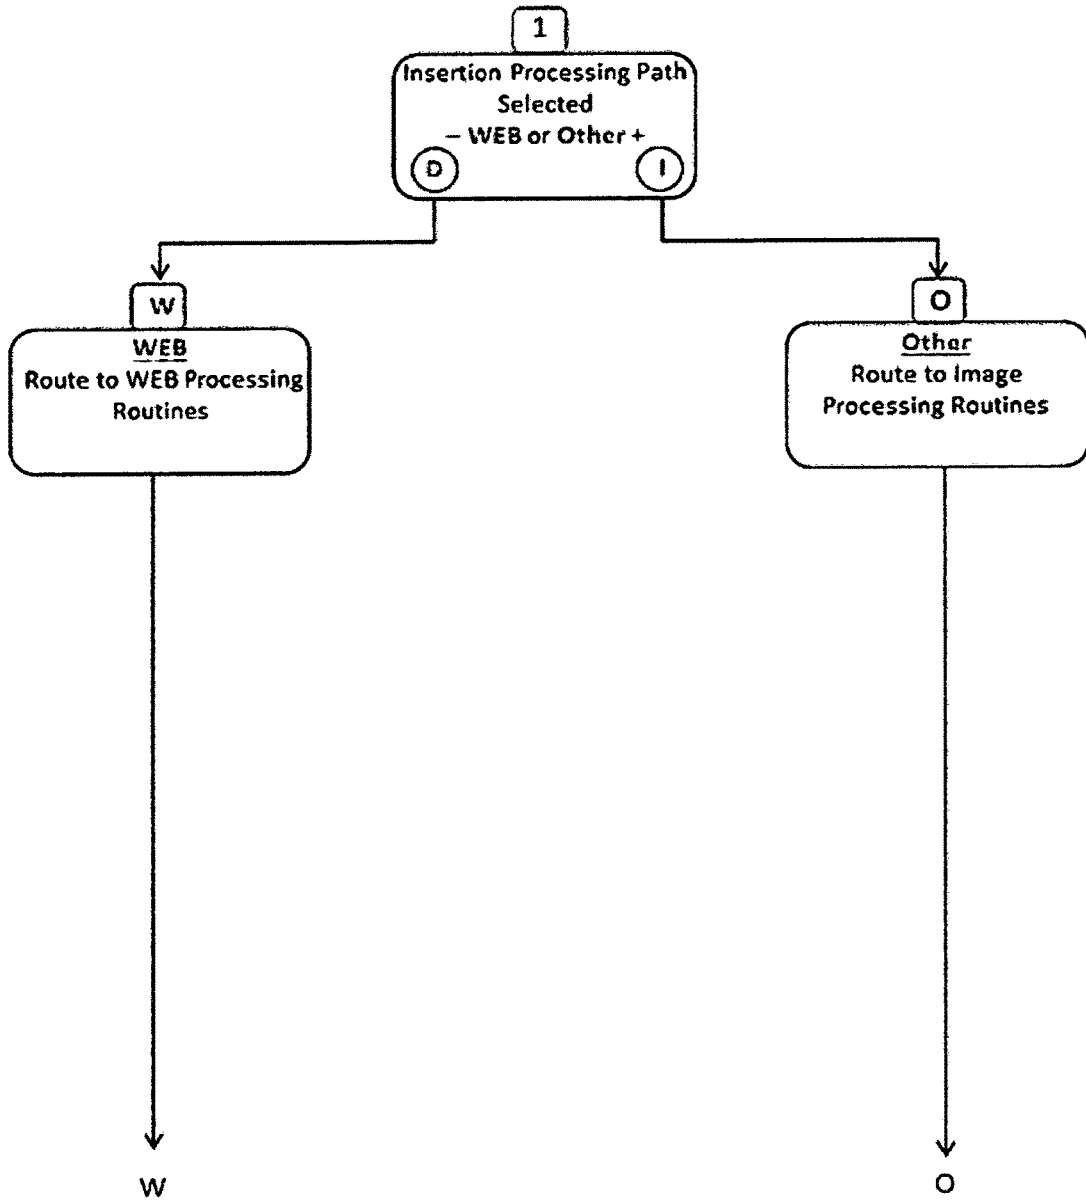 1
Insertion Processing Path
Selected
– WEB or Other +
D
I
W
WEB
Route to WEB Processing
Routines
O
Other
Route to Image
Processing Routines
W
O